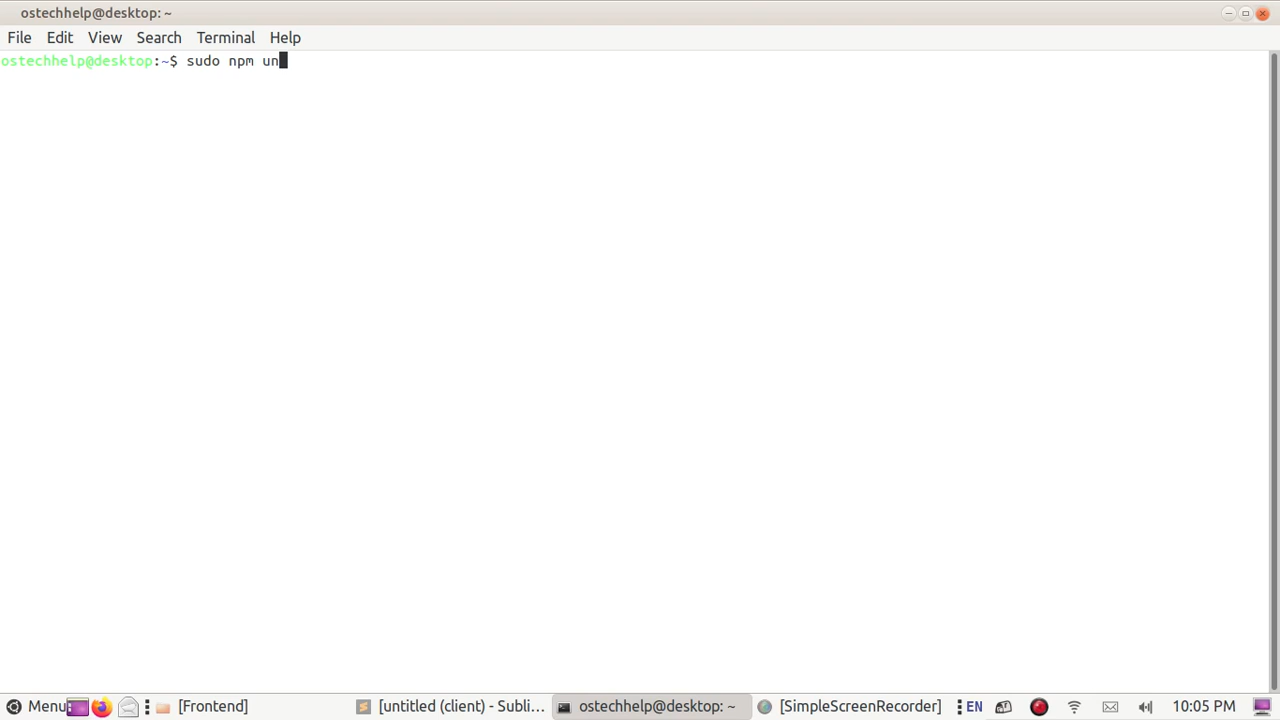 ostechhelp@desktop: ~
File Edit View Search Terminal Help
ostechhelp@desktop:~$ sudo npm un
Menu [Frontend] [untitled (client) - Subli... ostechhelp@desktop: ~ [SimpleScreenRecorder] EN 10:05 PM